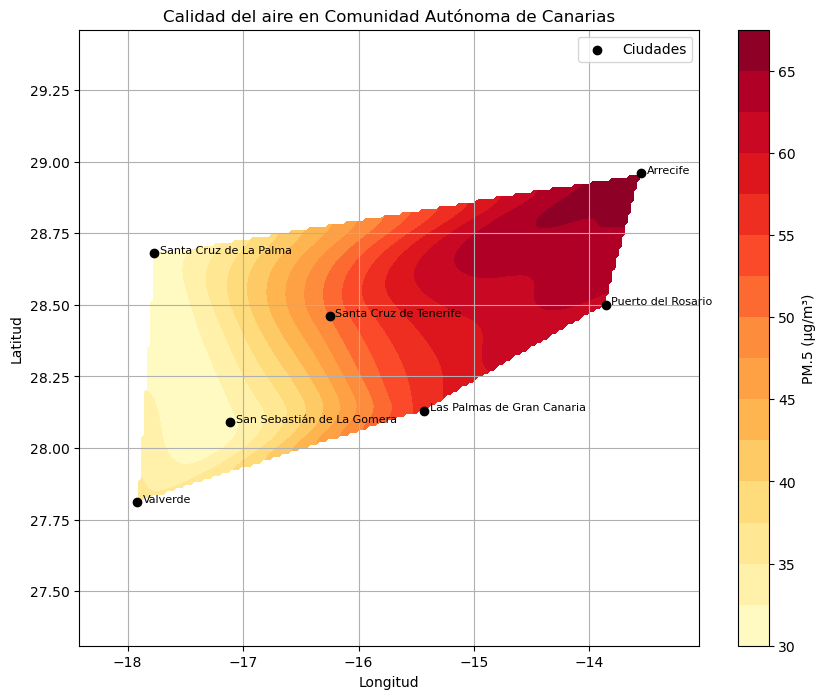 Calidad del aire en Comunidad Autónoma de Canarias
Ciudades
29.25
29.00
28.75
28.50
28.25
28.00
27.75
27.50
Latitud
Arrecife
Santa Cruz de La Palma
Puerto del Rosario
Santa Cruz de Tenerife
Las Palmas de Gran Canaria
San Sebastián de La Gomera
Valverde
−18
−17
−16
−15
−14
Longitud
65
60
55
50
45
40
35
30
PM.5 (µg/m³)